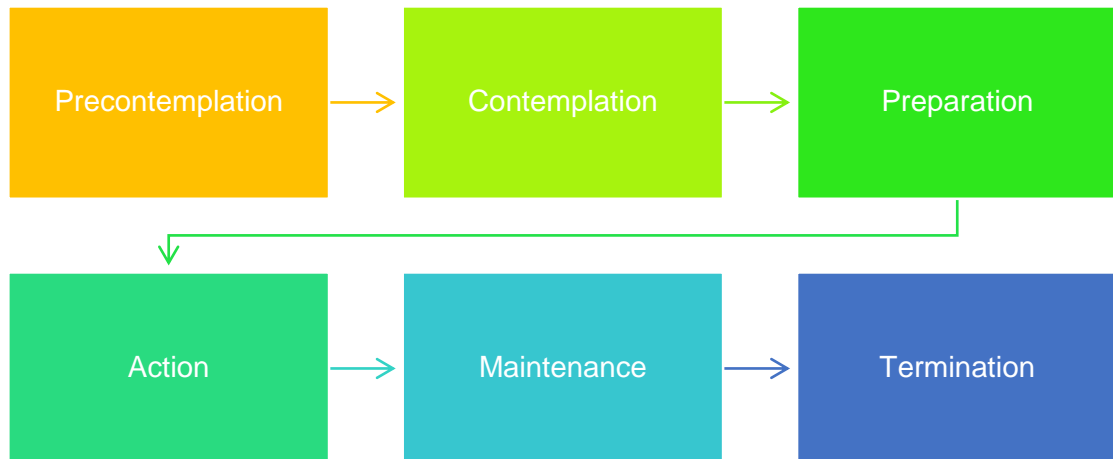 Precontemplation
Contemplation
Preparation
Action
Maintenance
Termination